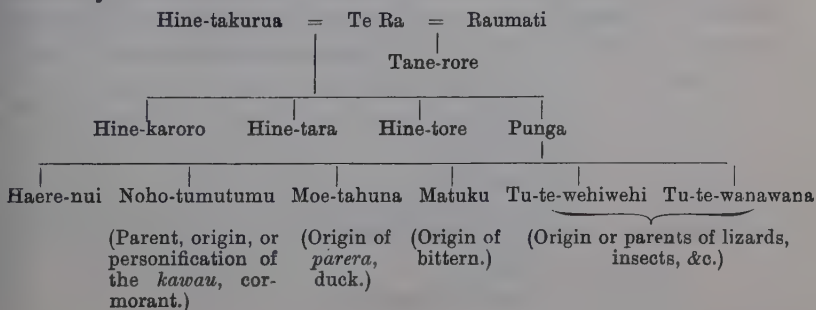 Hine-takurua = Te Ra = Raumati
Tane-rore
Hine-karoro Hine-tara Hine-tore Punga
Haere-nui Noho-tumutumu Moe-tahuna Matuku Tu-te-wehiwehi Tu-te-wanawana
(Parent, origin, or (Origin of (Origin of (Origin or parents of lizards,
personification of parera, bittern.) insects, &c.)
the kawau, cor- duck.)
morant.)